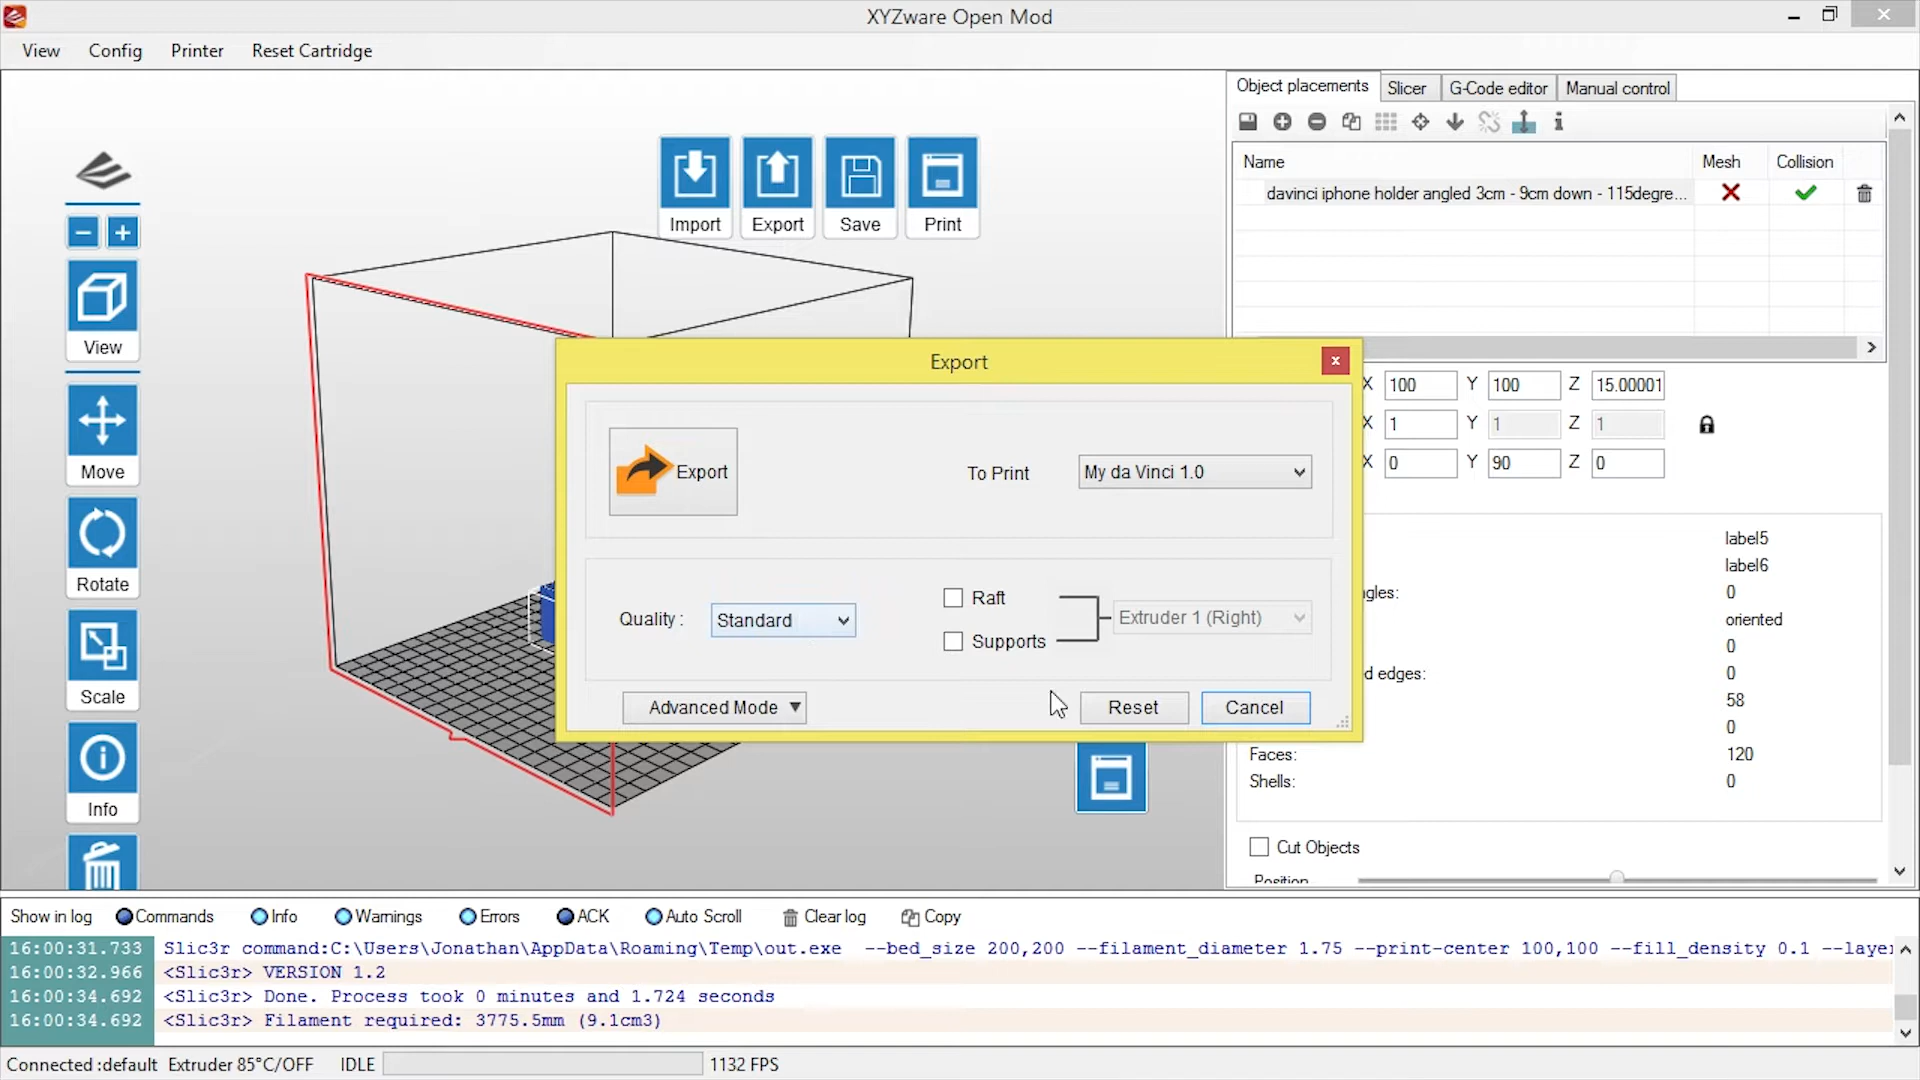 XYZware Open Mod
View Config Printer Reset Cartridge
Object placements Slicer G-Code editor Manual control
Name Mesh Collision
davinci iphone holder angled 3cm - 9cm down - 115degre...
Import Export Save Print
View
Move
Rotate
Scale
Info
X 100 Y 100 Z 15.00001
X 1 Y 1 Z 1
X 0 Y 90 Z 0
label5
label6
ngles: 0
oriented
0
d edges: 0
58
0
Faces: 120
Shells: 0
Cut Objects
Position
Export
Export To Print My da Vinci 1.0
Quality : Standard
Raft
Supports
Extruder 1 (Right)
Advanced Mode Reset Cancel
Show in log Commands Info Warnings Errors ACK Auto Scroll Clear log Copy
16:00:31.733 Slic3r command:C:\Users\Jonathan\AppData\Roaming\Temp\out.exe --bed_size 200,200 --filament_diameter 1.75 --print-center 100,100 --fill_density 0.1 --layer
16:00:32.966 <Slic3r> VERSION 1.2
16:00:34.692 <Slic3r> Done. Process took 0 minutes and 1.724 seconds
16:00:34.692 <Slic3r> Filament required: 3775.5mm (9.1cm3)
Connected :default Extruder 85°C/OFF IDLE 1132 FPS